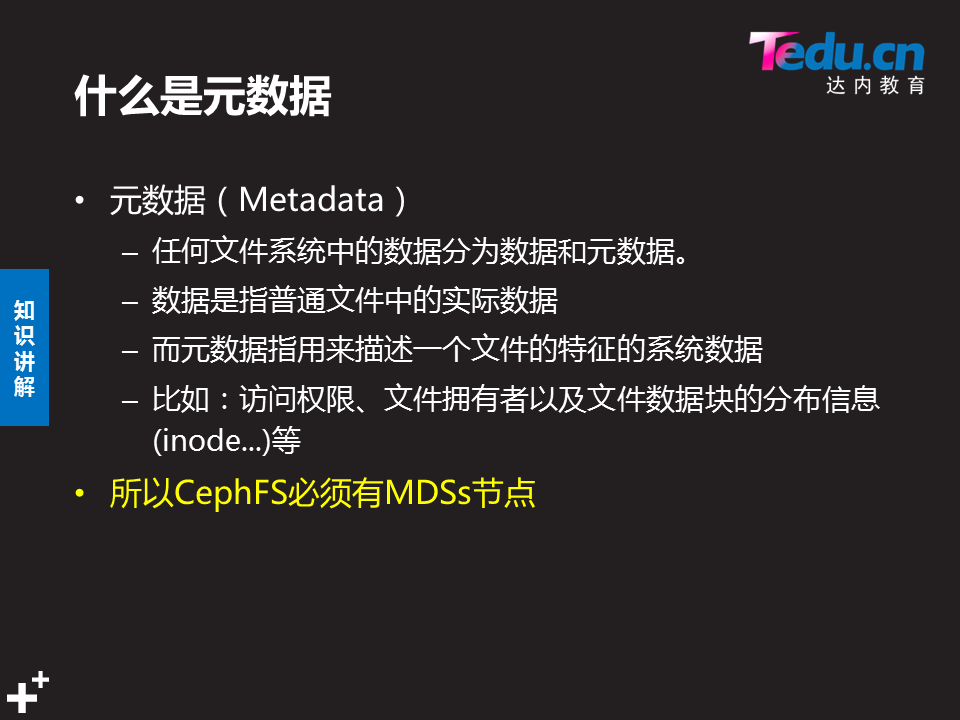 Tedu.cn
达内教育
什么是元数据
• 元数据（Metadata）
– 任何文件系统中的数据分为数据和元数据。
– 数据是指普通文件中的实际数据
– 而元数据指用来描述一个文件的特征的系统数据
– 比如：访问权限、文件拥有者以及文件数据块的分布信息
(inode...)等
• 所以CephFS必须有MDSs节点
知识讲解